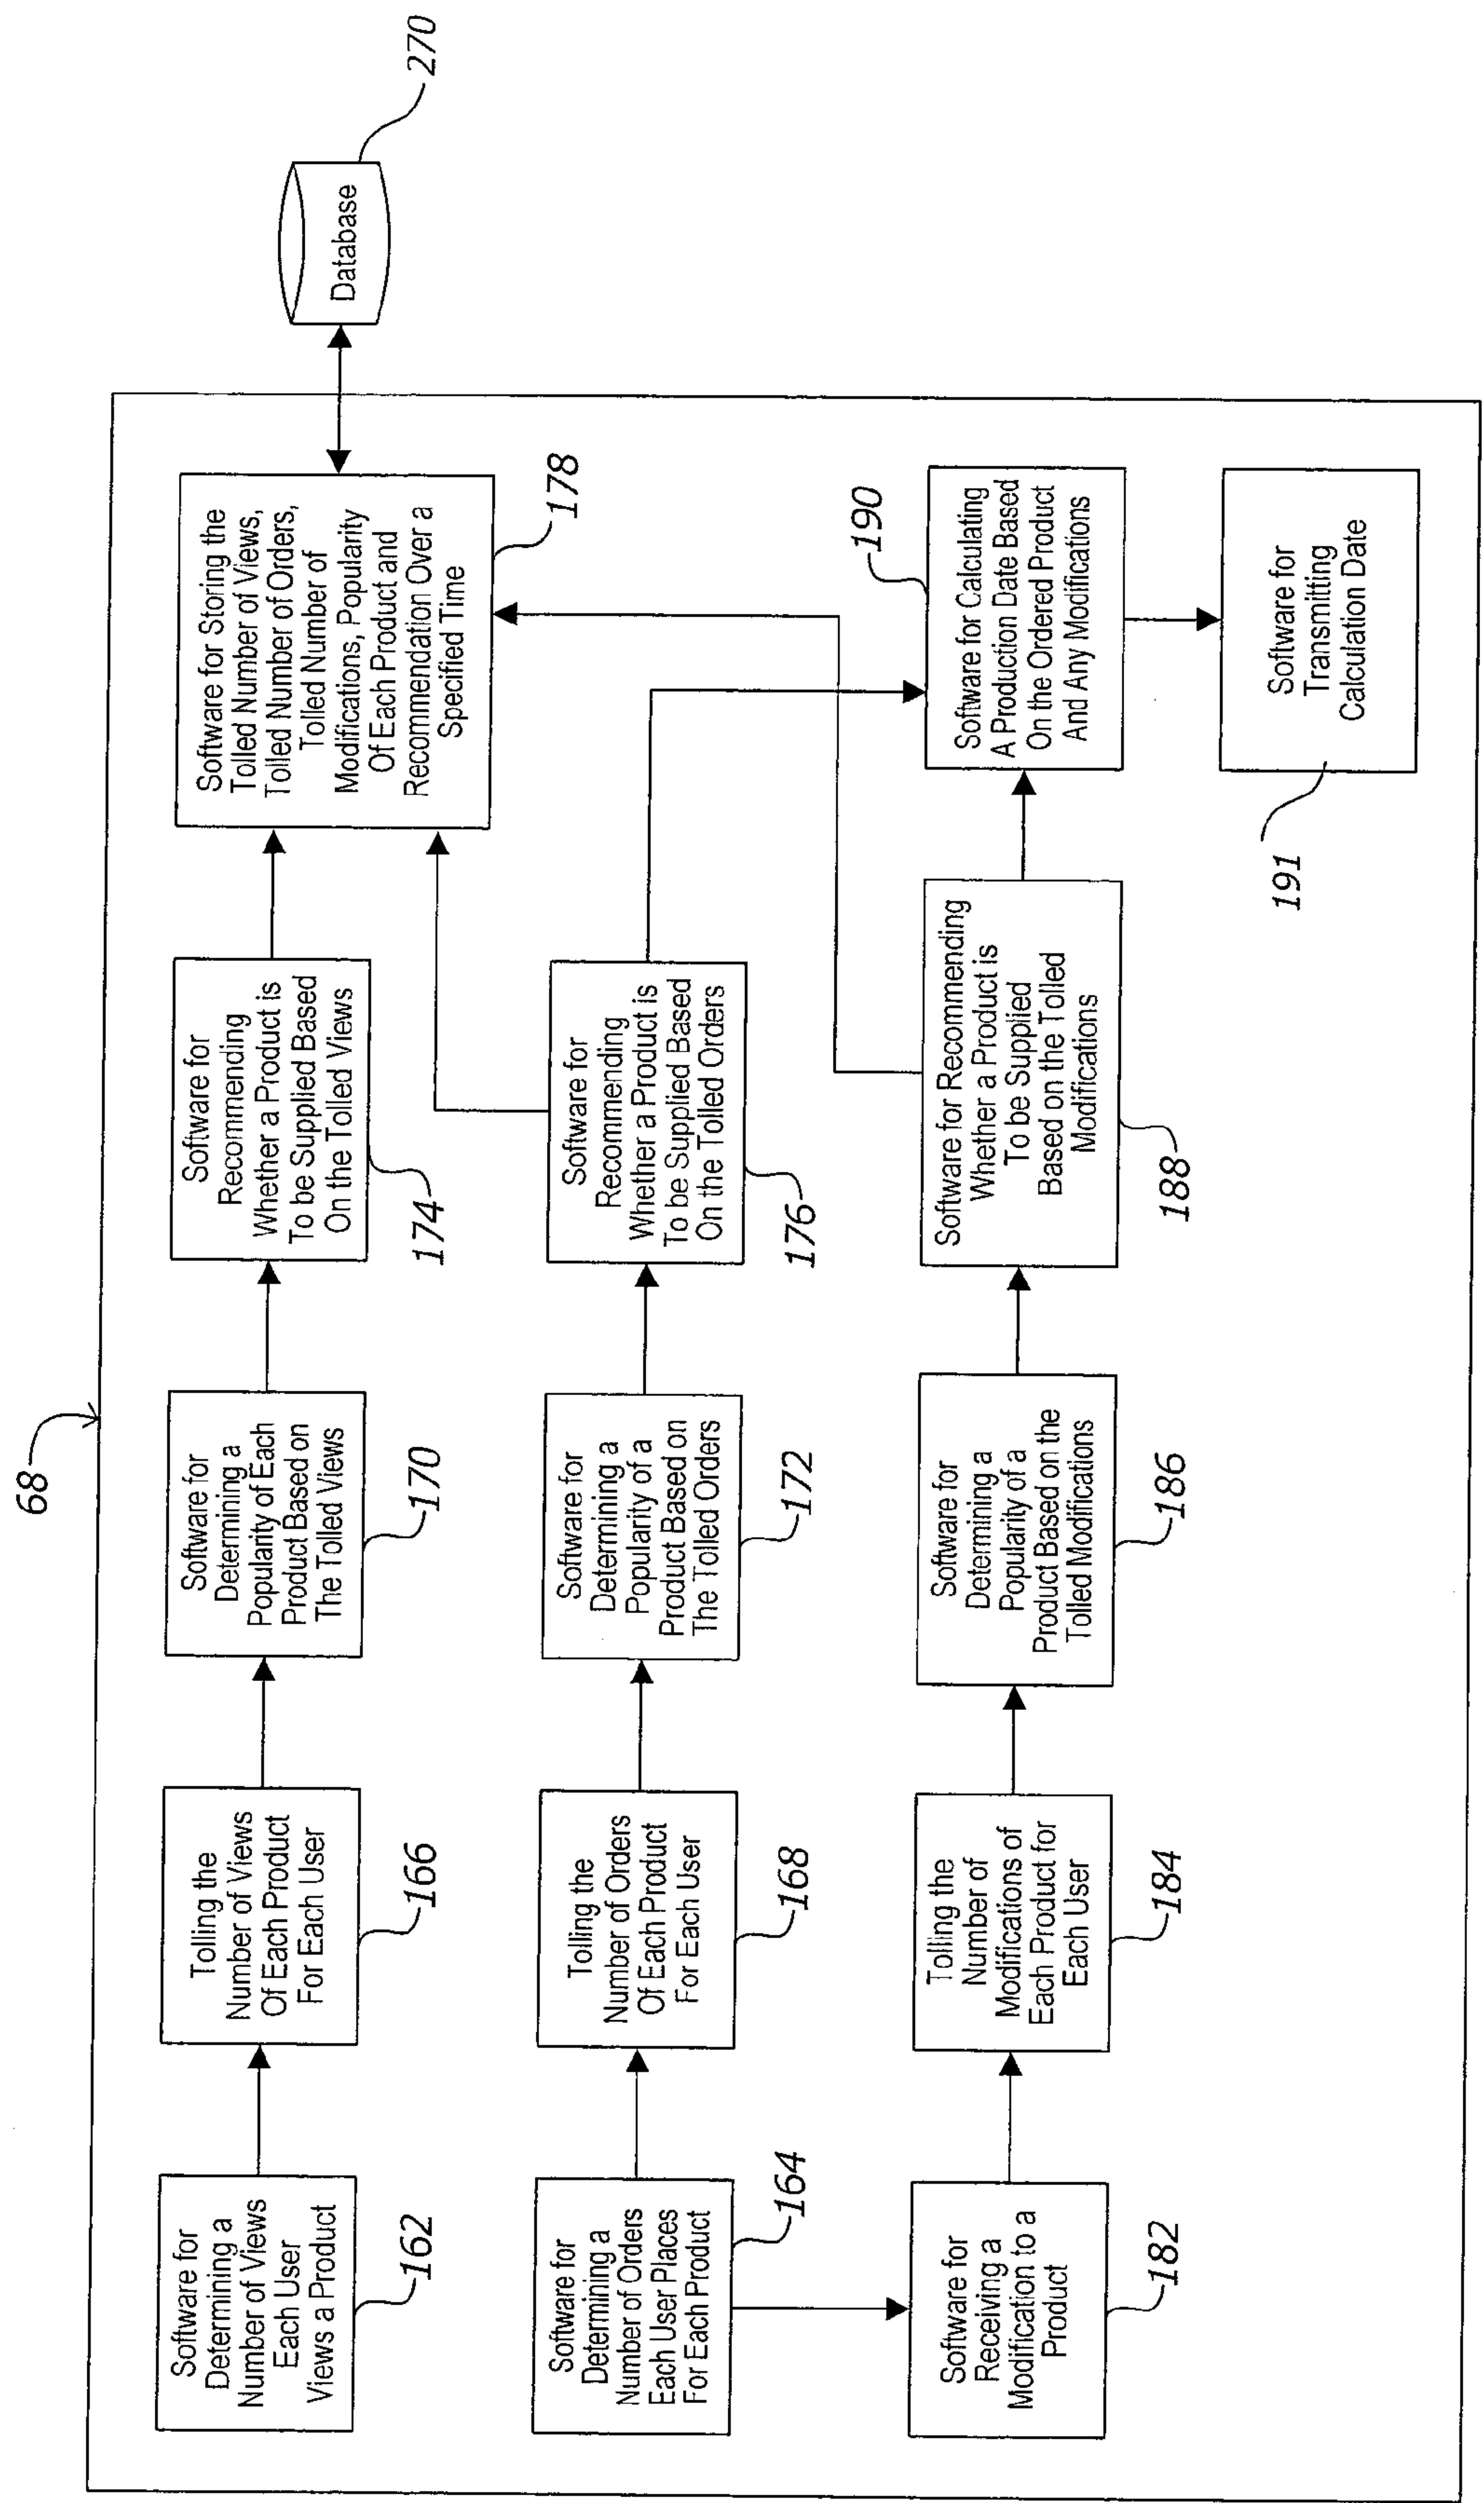 68
Software for
Determining a
Number of Views
Each User
Views a Product
162
Tolling the
Number of Views
Of Each Product
For Each User
166
Software for
Determining a
Popularity of Each
Product Based on
The Tolled Views
170
Software for
Recommending
Whether a Product is
To be Supplied Based
On the Tolled Views
174
Software for Storing the
Tolled Number of Views,
Tolled Number of Orders,
Tolled Number of
Modifications, Popularity
Of Each Product and
Recommendation Over a
Specified Time
178
Database
270
Software for
Determining a
Number of Orders
Each User Places
For Each Product
164
Tolling the
Number of Orders
Of Each Product
For Each User
168
Software for
Determining a
Popularity of a
Product Based on
The Tolled Orders
172
Software for
Recommending
Whether a Product is
To be Supplied Based
On the Tolled Orders
176
Software for
Receiving a
Modification to a
Product
182
Tolling the
Number of
Modifications of
Each Product for
Each User
184
Software for
Determining a
Popularity of a
Product Based on the
Tolled Modifications
186
Software for Recommending
Whether a Product is
To be Supplied
Based on the Tolled
Modifications
188
190
Software for Calculating
A Production Date Based
On the Ordered Product
And Any Modifications
Software for
Transmitting
Calculation Date
191